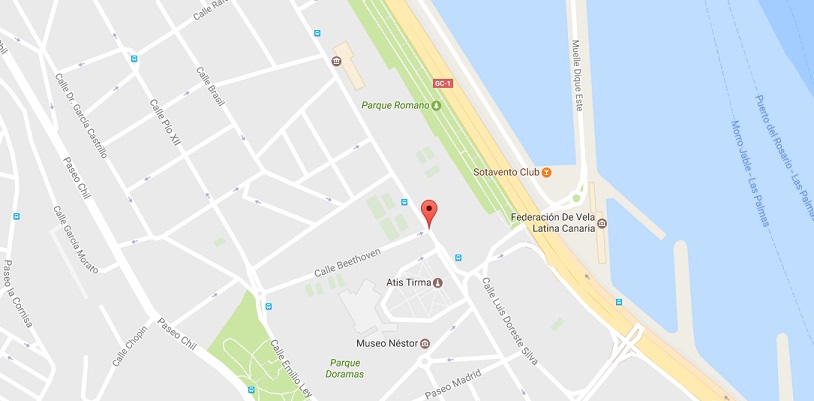 Chil
Calle Rafa
GC-1
Muelle Dique Este
Puerto del Rosario - Las Palmas
Morro Jable - Las Palmas
Calle Dr. García Castrillo
Calle Pío XII
Calle Brasil
Parque Romano
Paseo Chil
Sotavento Club
Federación De Vela
Latina Canaria
Calle García Morato
Paseo la Cornisa
Calle Beethoven
Atis Tirma
Calle Luis Doreste Silva
Calle Chopin
Paseo Chil
Calle Emilio Ley
Museo Néstor
Parque
Doramas
Paseo Madrid